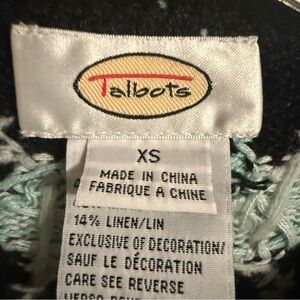 Talbots
XS
MADE IN CHINA
FABRIQUE A CHINE
14% LINEN/LIN
EXCLUSIVE OF DECORATION/
SAUF LE DÉCORATION
CARE SEE REVERSE